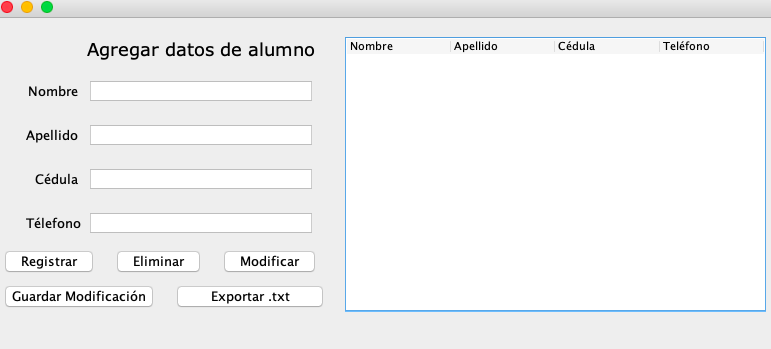 Agregar datos de alumno
Nombre
Apellido
Cédula
Télefono
Registrar Eliminar Modificar
Guardar Modificación Exportar .txt
Nombre Apellido Cédula Teléfono